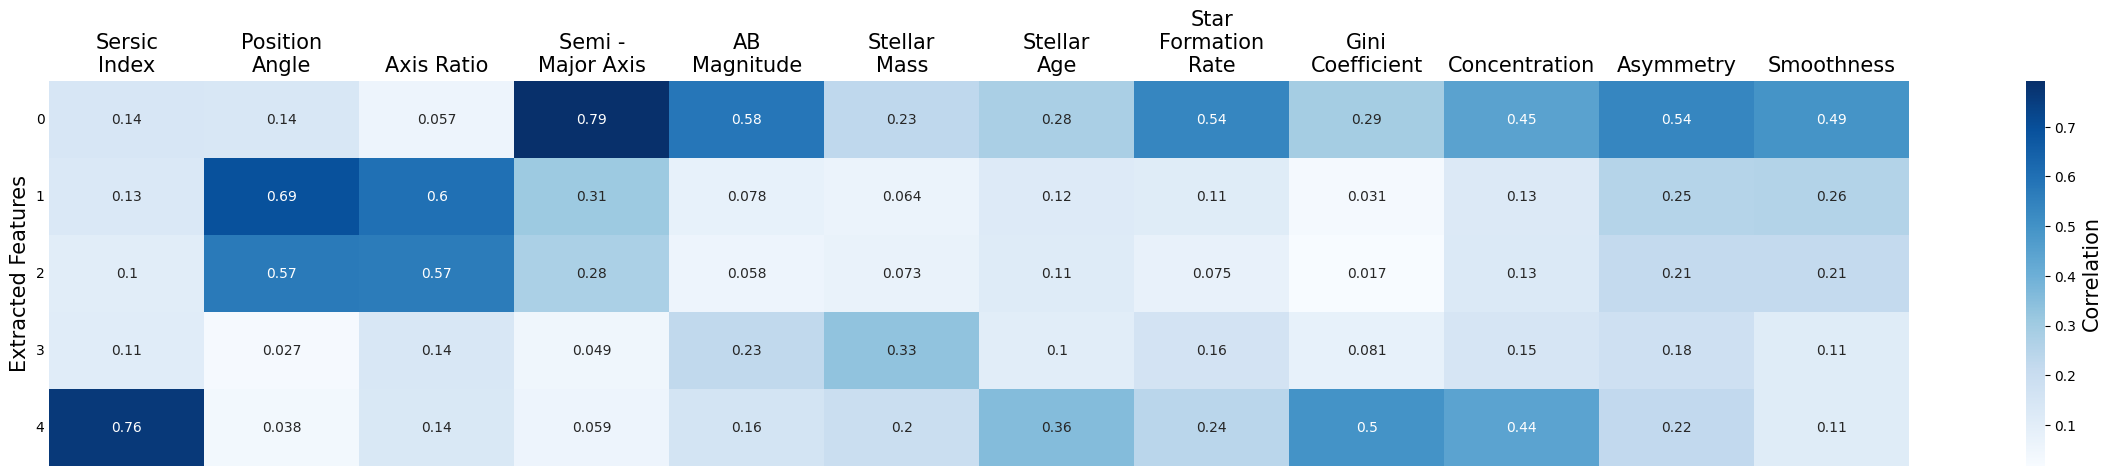 Star
Sersic Position Semi - AB Stellar Stellar Formation Gini
Index Angle Axis Ratio Major Axis Magnitude Mass Age Rate Coefficient Concentration Asymmetry Smoothness
0 0.14 0.14 0.057 0.79 0.58 0.23 0.28 0.54 0.29 0.45 0.54 0.49
1 0.13 0.69 0.6 0.31 0.078 0.064 0.12 0.11 0.031 0.13 0.25 0.26
2 0.1 0.57 0.57 0.28 0.058 0.073 0.11 0.075 0.017 0.13 0.21 0.21
3 0.11 0.027 0.14 0.049 0.23 0.33 0.1 0.16 0.081 0.15 0.18 0.11
4 0.76 0.038 0.14 0.059 0.16 0.2 0.36 0.24 0.5 0.44 0.22 0.11
Extracted Features
0.7
0.6
0.5
0.4
0.3
0.2
0.1
Correlation